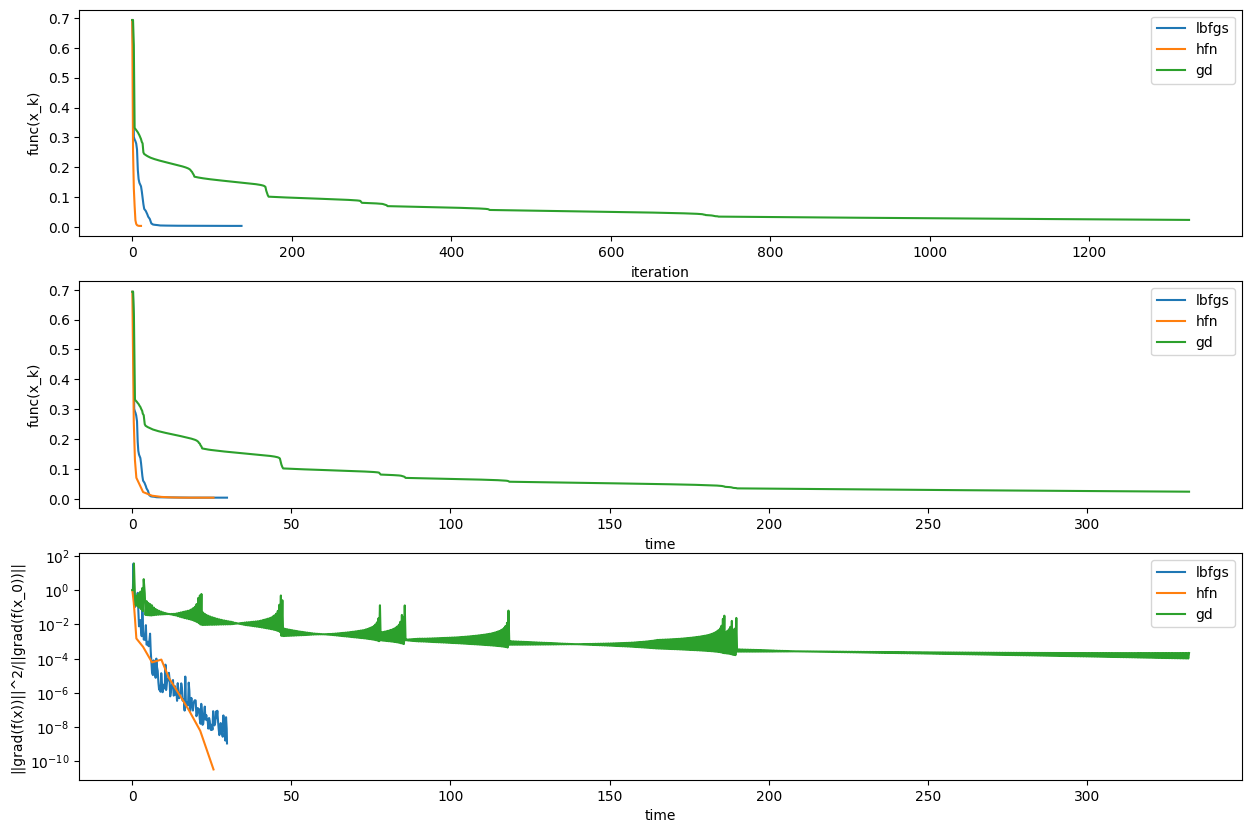 func(x_k)
0.7
0.6
0.5
0.4
0.3
0.2
0.1
0.0
lbfgs
hfn
gd
0 200 400 600 800 1000 1200
iteration
func(x_k)
0.7
0.6
0.5
0.4
0.3
0.2
0.1
0.0
lbfgs
hfn
gd
0 50 100 150 200 250 300
time
||grad(f(x))||^2/||grad(f(x_0))||
10^2
10^0
10^−2
10^−4
10^−6
10^−8
10^−10
lbfgs
hfn
gd
0 50 100 150 200 250 300
time